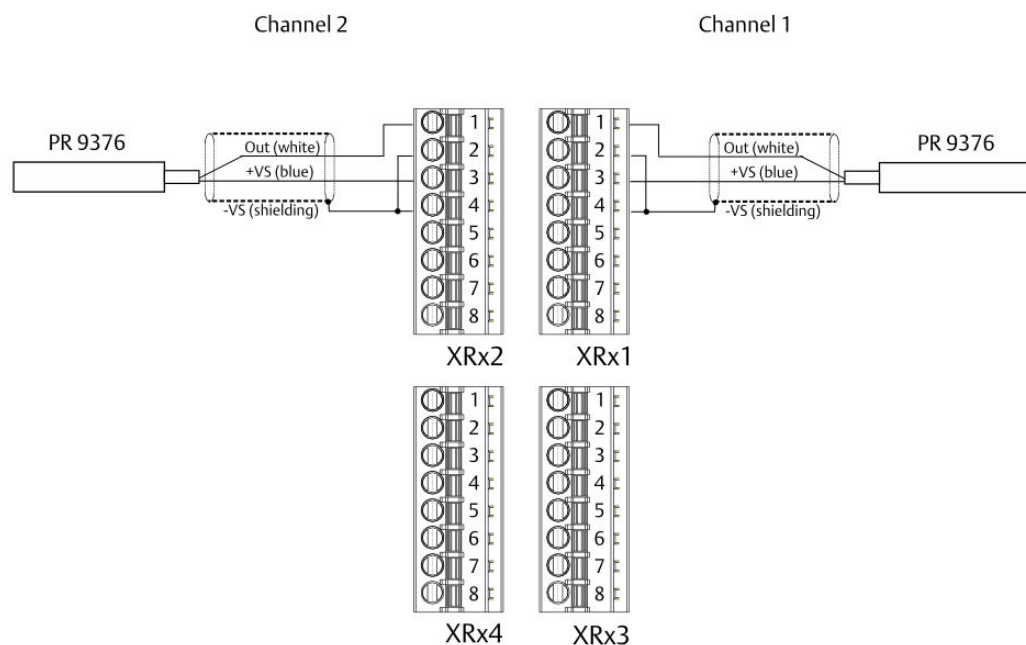 Channel 2
Channel 1
PR 9376
Out (white)
+VS (blue)
-VS (shielding)
1
2
3
4
5
6
7
8
XRx2
1
2
3
4
5
6
7
8
XRx1
Out (white)
+VS (blue)
-VS (shielding)
PR 9376
1
2
3
4
5
6
7
8
XRx4
1
2
3
4
5
6
7
8
XRx3